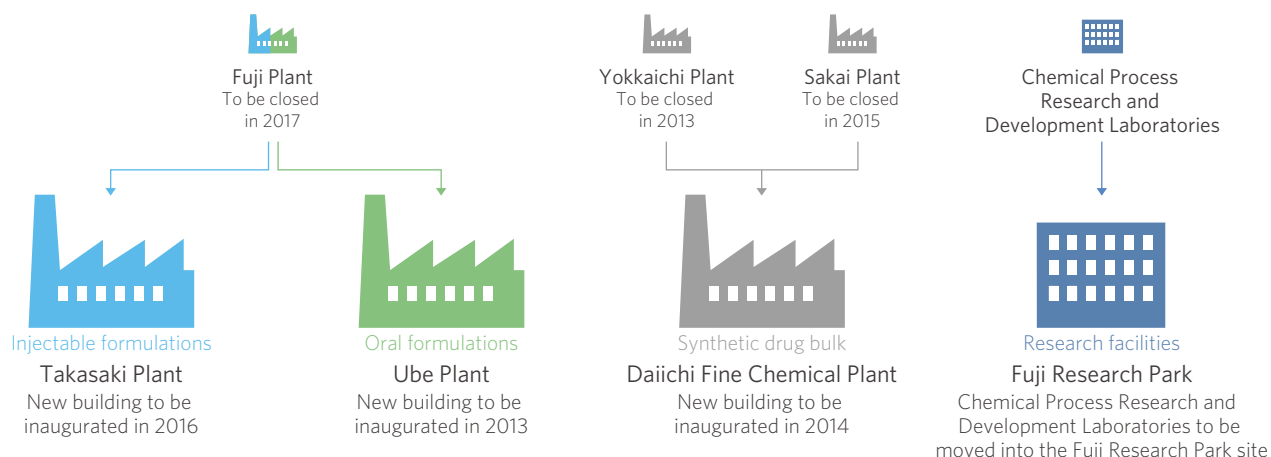 Fuji Plant
To be closed
in 2017
Yokkaichi Plant
To be closed
in 2013
Sakai Plant
To be closed
in 2015
Chemical Process
Research and
Development Laboratories
Injectable formulations
Takasaki Plant
New building to be
inaugurated in 2016
Oral formulations
Ube Plant
New building to be
inaugurated in 2013
Synthetic drug bulk
Daiichi Fine Chemical Plant
New building to be
inaugurated in 2014
Research facilities
Fuji Research Park
Chemical Process Research and
Development Laboratories to be
moved into the Fuji Research Park site